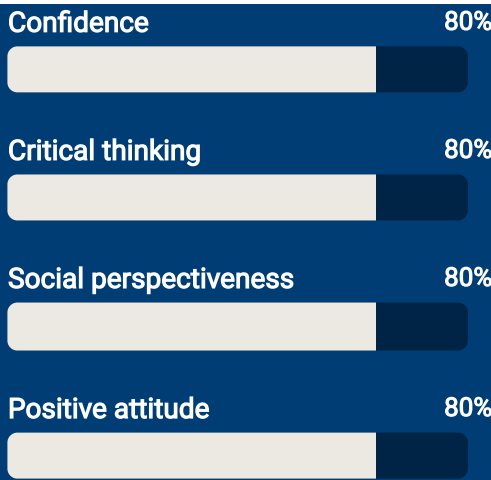 Confidence 80%
Critical thinking 80%
Social perspectiveness 80%
Positive attitude 80%